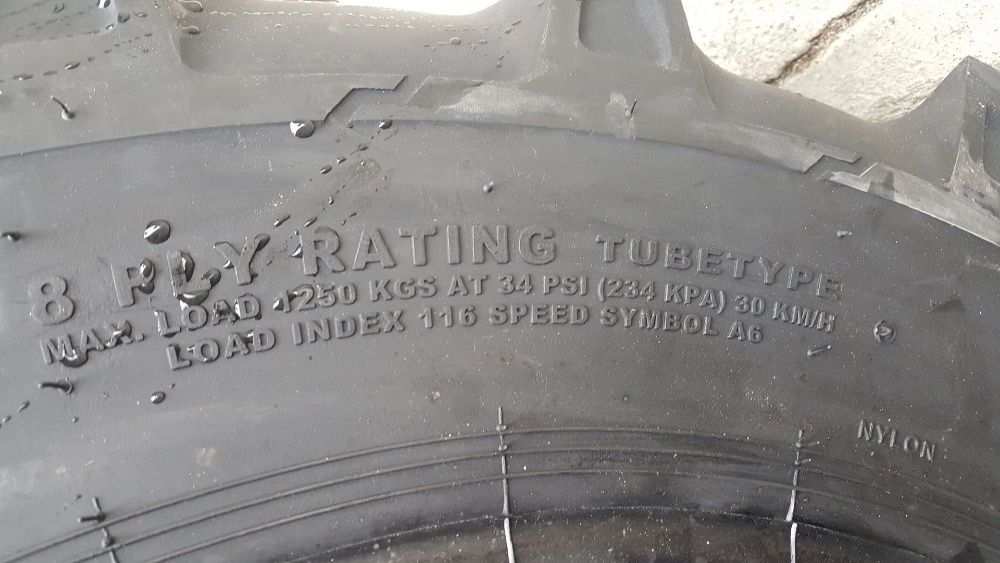 8 PLY RATING TUBETYPE
MAX. LOAD 1250 KGS AT 34 PSI (234 KPA) 30 KM/H
LOAD INDEX 116 SPEED SYMBOL A6
NYLON